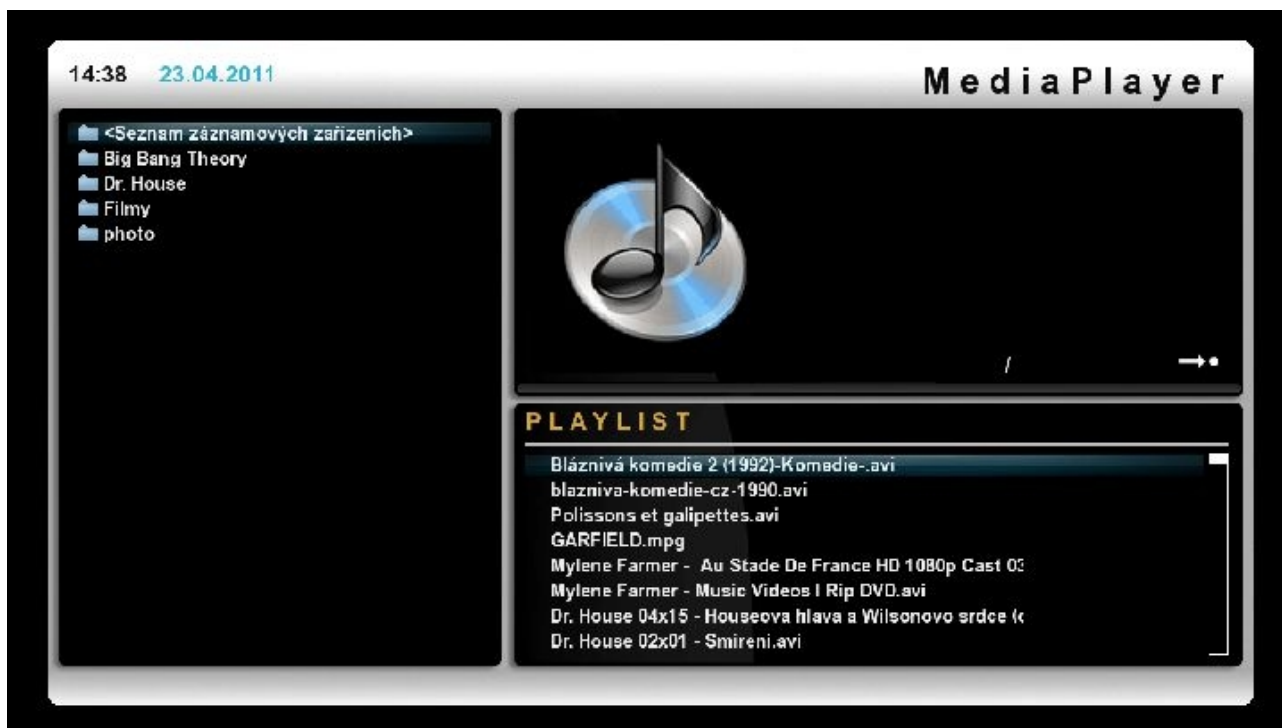 14:38 23.04.2011
MediaPlayer
<Seznam záznamových zařízeních>
Big Bang Theory
Dr. House
Filmy
photo
/
PLAYLIST
Bláznivá komedie 2 (1992)-Komedie-.avi
blazniva-komedie-cz-1990.avi
Polissons et galipettes.avi
GARFIELD.mpg
Mylene Farmer - Au Stade De France HD 1080p Cast 03
Mylene Farmer - Music Videos I Rip DVD.avi
Dr. House 04x15 - Houseova hlava a Wilsonovo srdce (c
Dr. House 02x01 - Smireni.avi